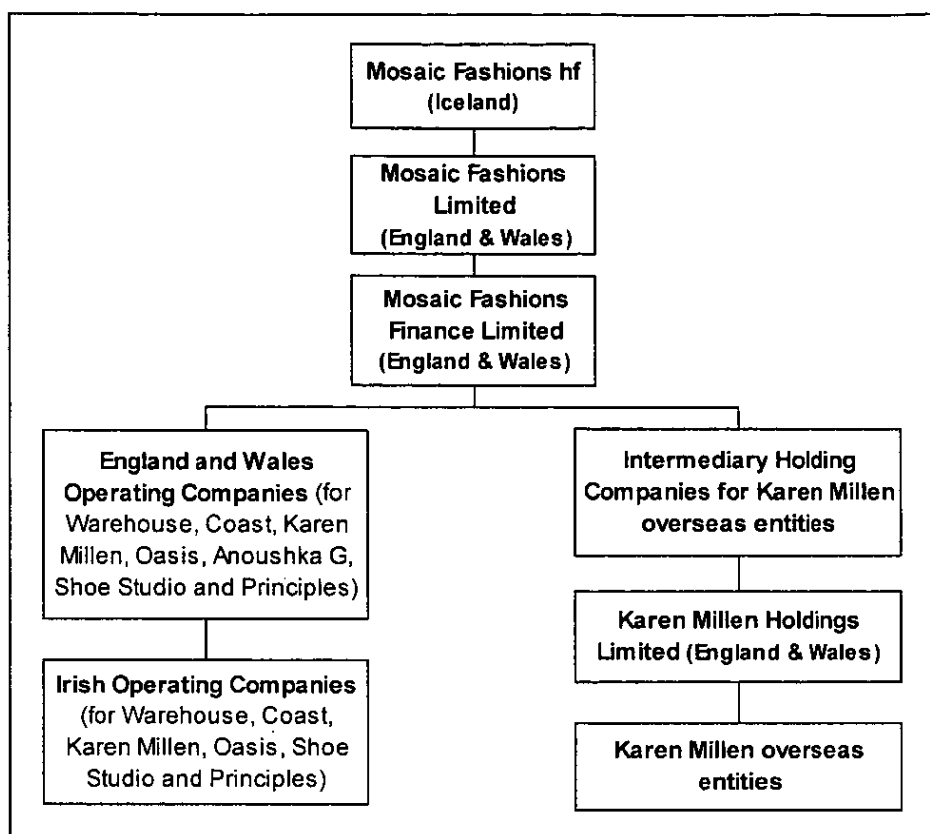 Mosaic Fashions hf
(Iceland)
Mosaic Fashions
Limited
(England & Wales)
Mosaic Fashions
Finance Limited
(England & Wales)
England and Wales
Operating Companies (for
Warehouse, Coast, Karen
Millen, Oasis, Anoushka G,
Shoe Studio and Principles)
Irish Operating Companies
(for Warehouse, Coast,
Karen Millen, Oasis, Shoe
Studio and Principles)
Intermediary Holding
Companies for Karen Millen
overseas entities
Karen Millen Holdings
Limited (England & Wales)
Karen Millen overseas
entities